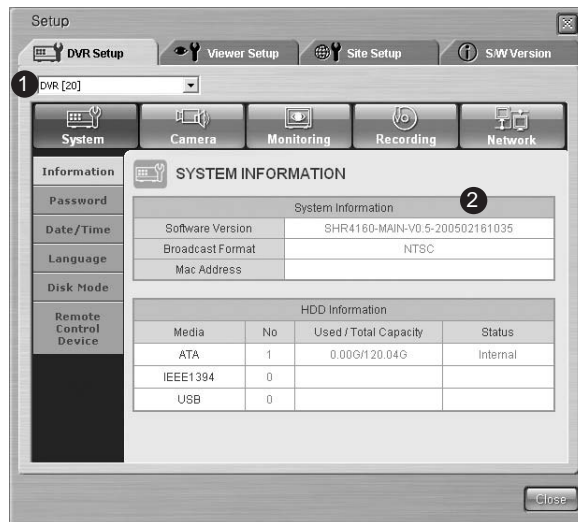 Setup
DVR Setup Viewer Setup Site Setup S/W Version
1 DVR [20]
System Camera Monitoring Recording Network
Information
Password
Date/Time
Language
Disk Mode
Remote
Control
Device
SYSTEM INFORMATION
System Information 2
Software Version SHR4160-MAIN-V0.5-200502161035
Broadcast Format NTSC
Mac Address
HDD Information
Media No Used / Total Capacity Status
ATA 1 0.00G/120.04G Internal
IEEE1394 0
USB 0
Close